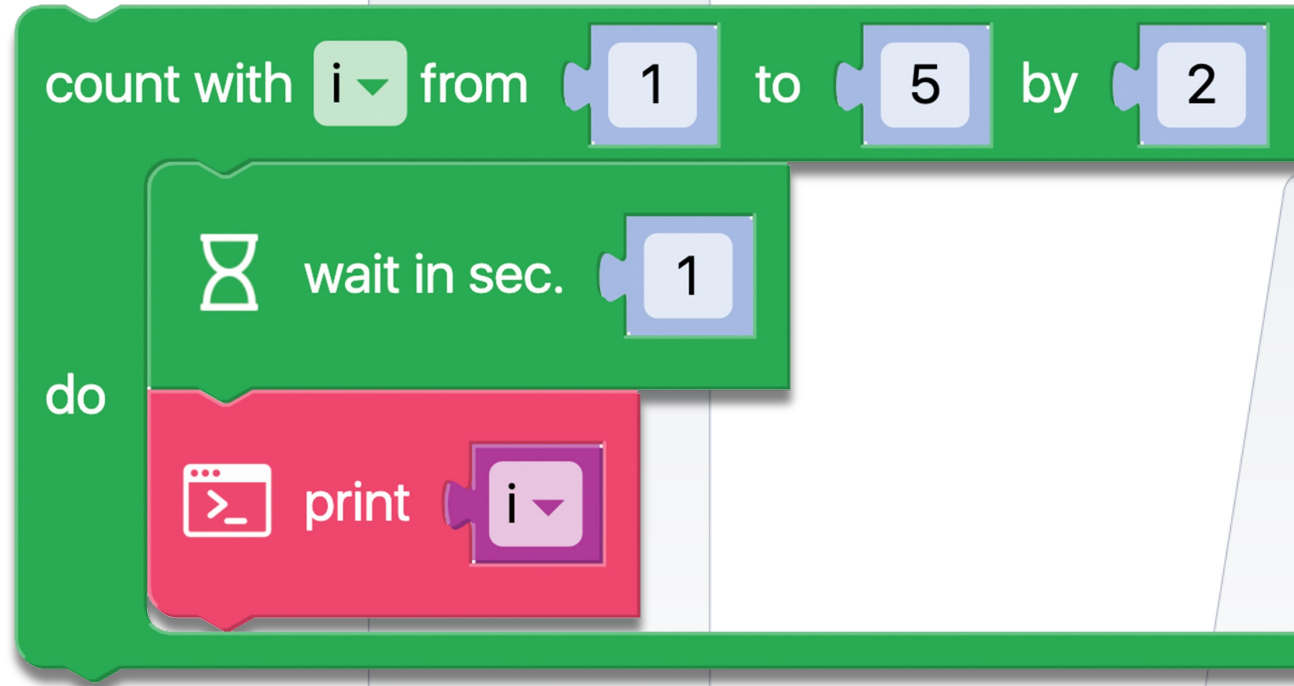 count with i from 1 to 5 by 2
wait in sec. 1
do
print i